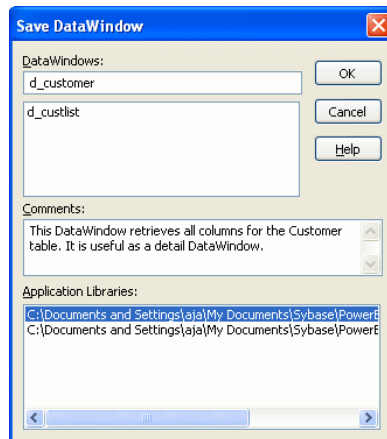 Save DataWindow
DataWindows:
OK
d_customer
d_custlist
Cancel
Help
Comments:
This DataWindow retrieves all columns for the Customer
table. It is useful as a detail DataWindow.
Application Libraries:
C:\Documents and Settings\aja\My Documents\Sybase\PowerE
C:\Documents and Settings\aja\My Documents\Sybase\PowerE